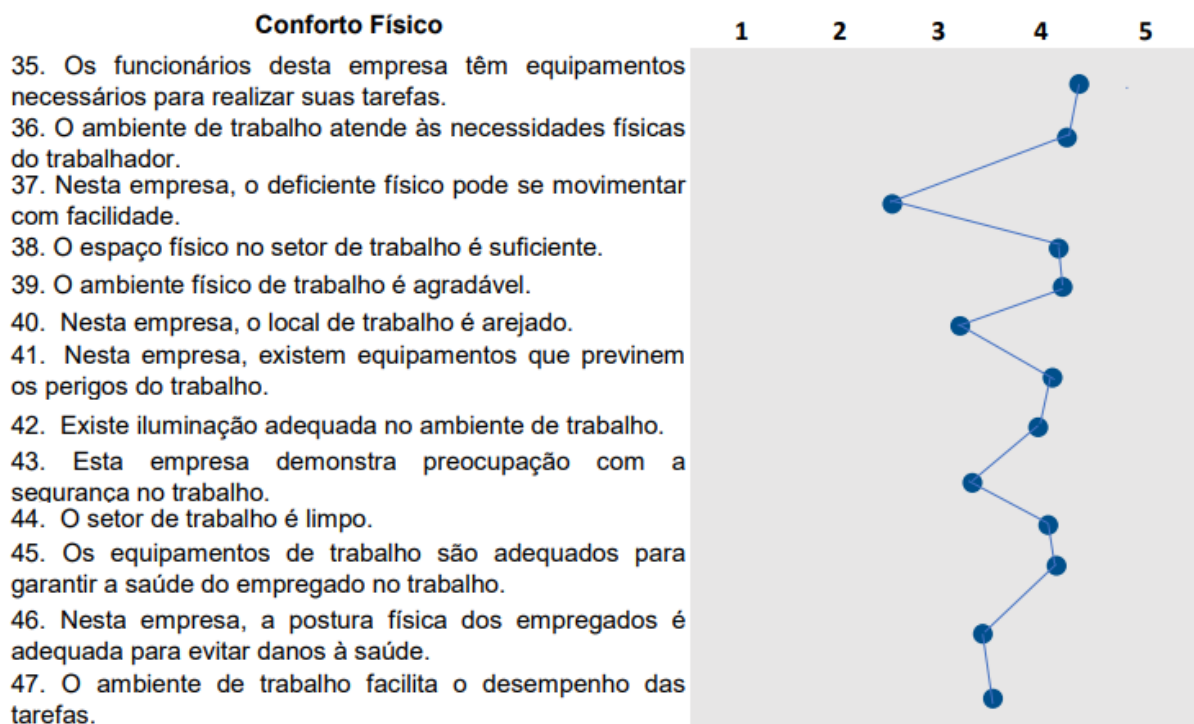 Conforto Físico 1 2 3 4 5
35. Os funcionários desta empresa têm equipamentos
necessários para realizar suas tarefas.
36. O ambiente de trabalho atende às necessidades físicas
do trabalhador.
37. Nesta empresa, o deficiente físico pode se movimentar
com facilidade.
38. O espaço físico no setor de trabalho é suficiente.
39. O ambiente físico de trabalho é agradável.
40. Nesta empresa, o local de trabalho é arejado.
41. Nesta empresa, existem equipamentos que previnem
os perigos do trabalho.
42. Existe iluminação adequada no ambiente de trabalho.
43. Esta empresa demonstra preocupação com a
segurança no trabalho.
44. O setor de trabalho é limpo.
45. Os equipamentos de trabalho são adequados para
garantir a saúde do empregado no trabalho.
46. Nesta empresa, a postura física dos empregados é
adequada para evitar danos à saúde.
47. O ambiente de trabalho facilita o desempenho das
tarefas.